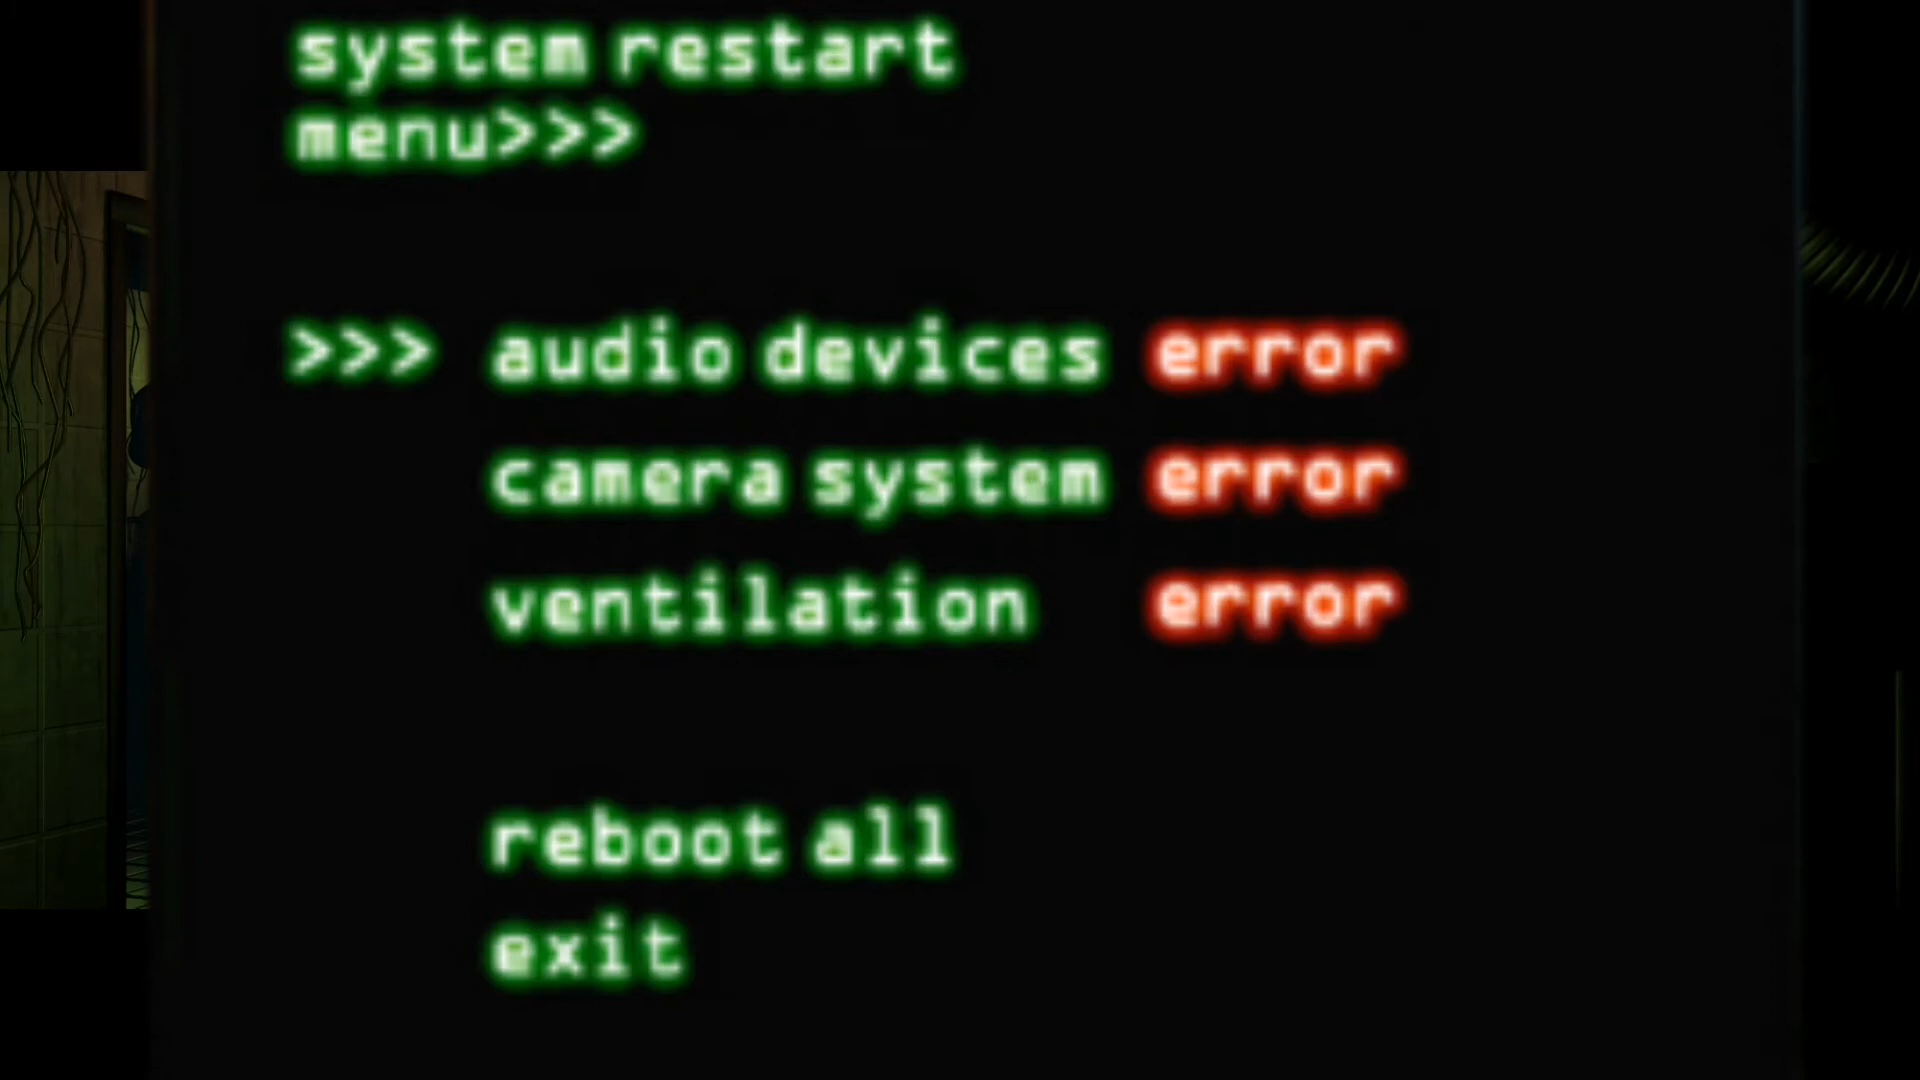 system restart
menu>>>
>>> audio devices error
camera system error
ventilation error
reboot all
exit